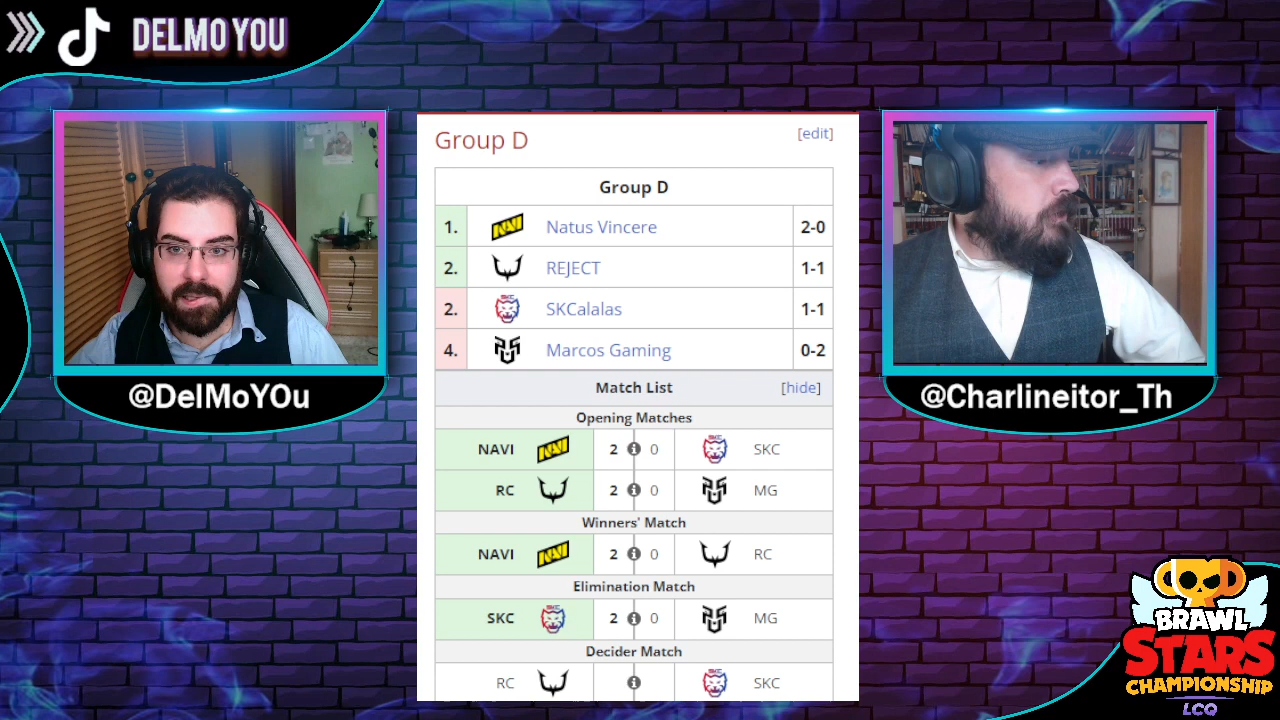 DELMO YOU
Group D
[edit]
Group D
1. Natus Vincere 2-0
2. REJECT 1-1
2. SKCalalas 1-1
4. Marcos Gaming 0-2
Match List [hide]
Opening Matches
NAVI 2 0 SKC
RC 2 0 MG
Winners' Match
NAVI 2 0 RC
Elimination Match
SKC 2 0 MG
Decider Match
RC SKC
@DelMoYOu
@Charlineitor_Th
BRAWL
STARS
CHAMPIONSHIP
LCQ